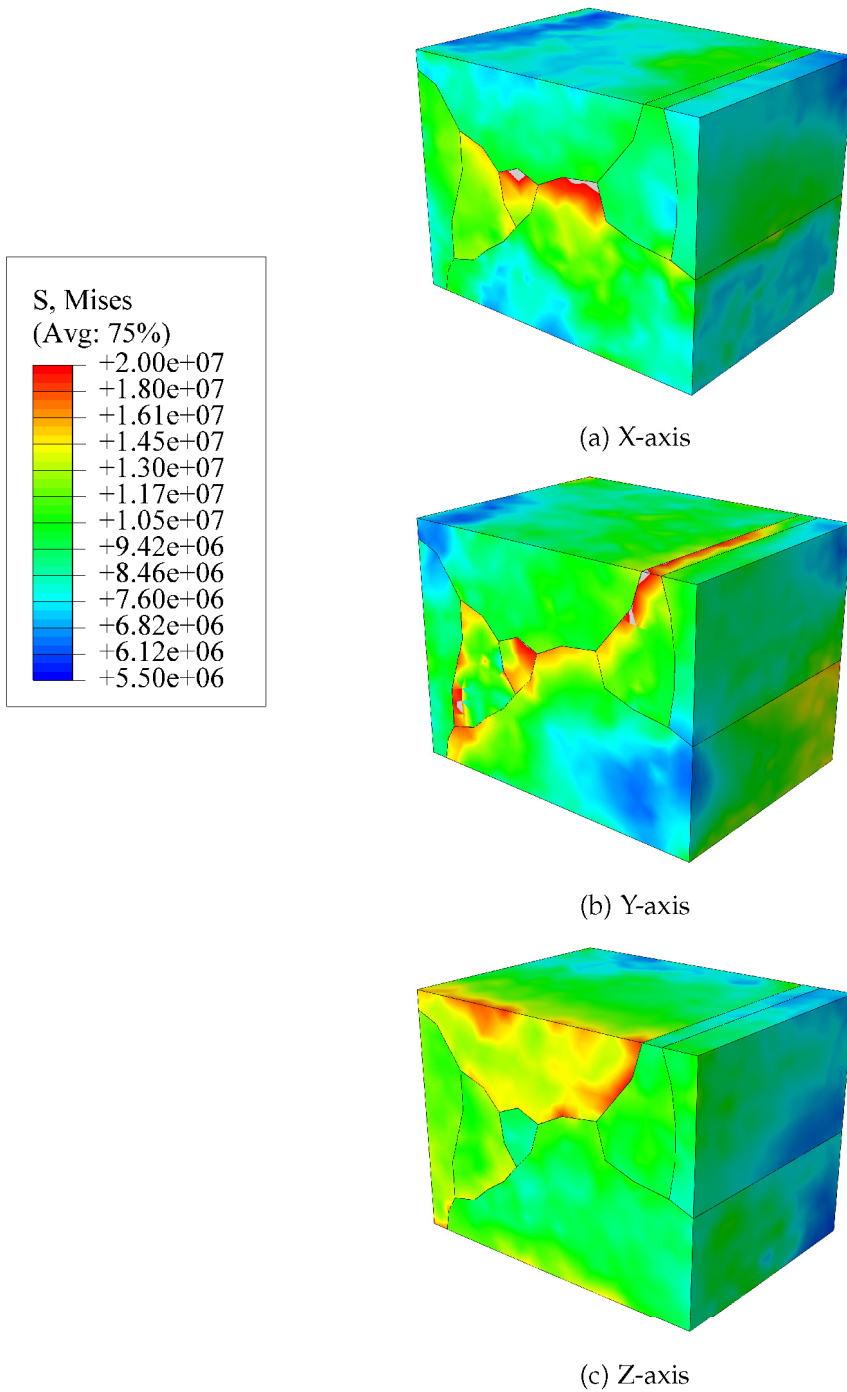 S, Mises
(Avg: 75%)
+2.00e+07
+1.80e+07
+1.61e+07
+1.45e+07
+1.30e+07
+1.17e+07
+1.05e+07
+9.42e+06
+8.46e+06
+7.60e+06
+6.82e+06
+6.12e+06
+5.50e+06
(a) X-axis
(b) Y-axis
(c) Z-axis